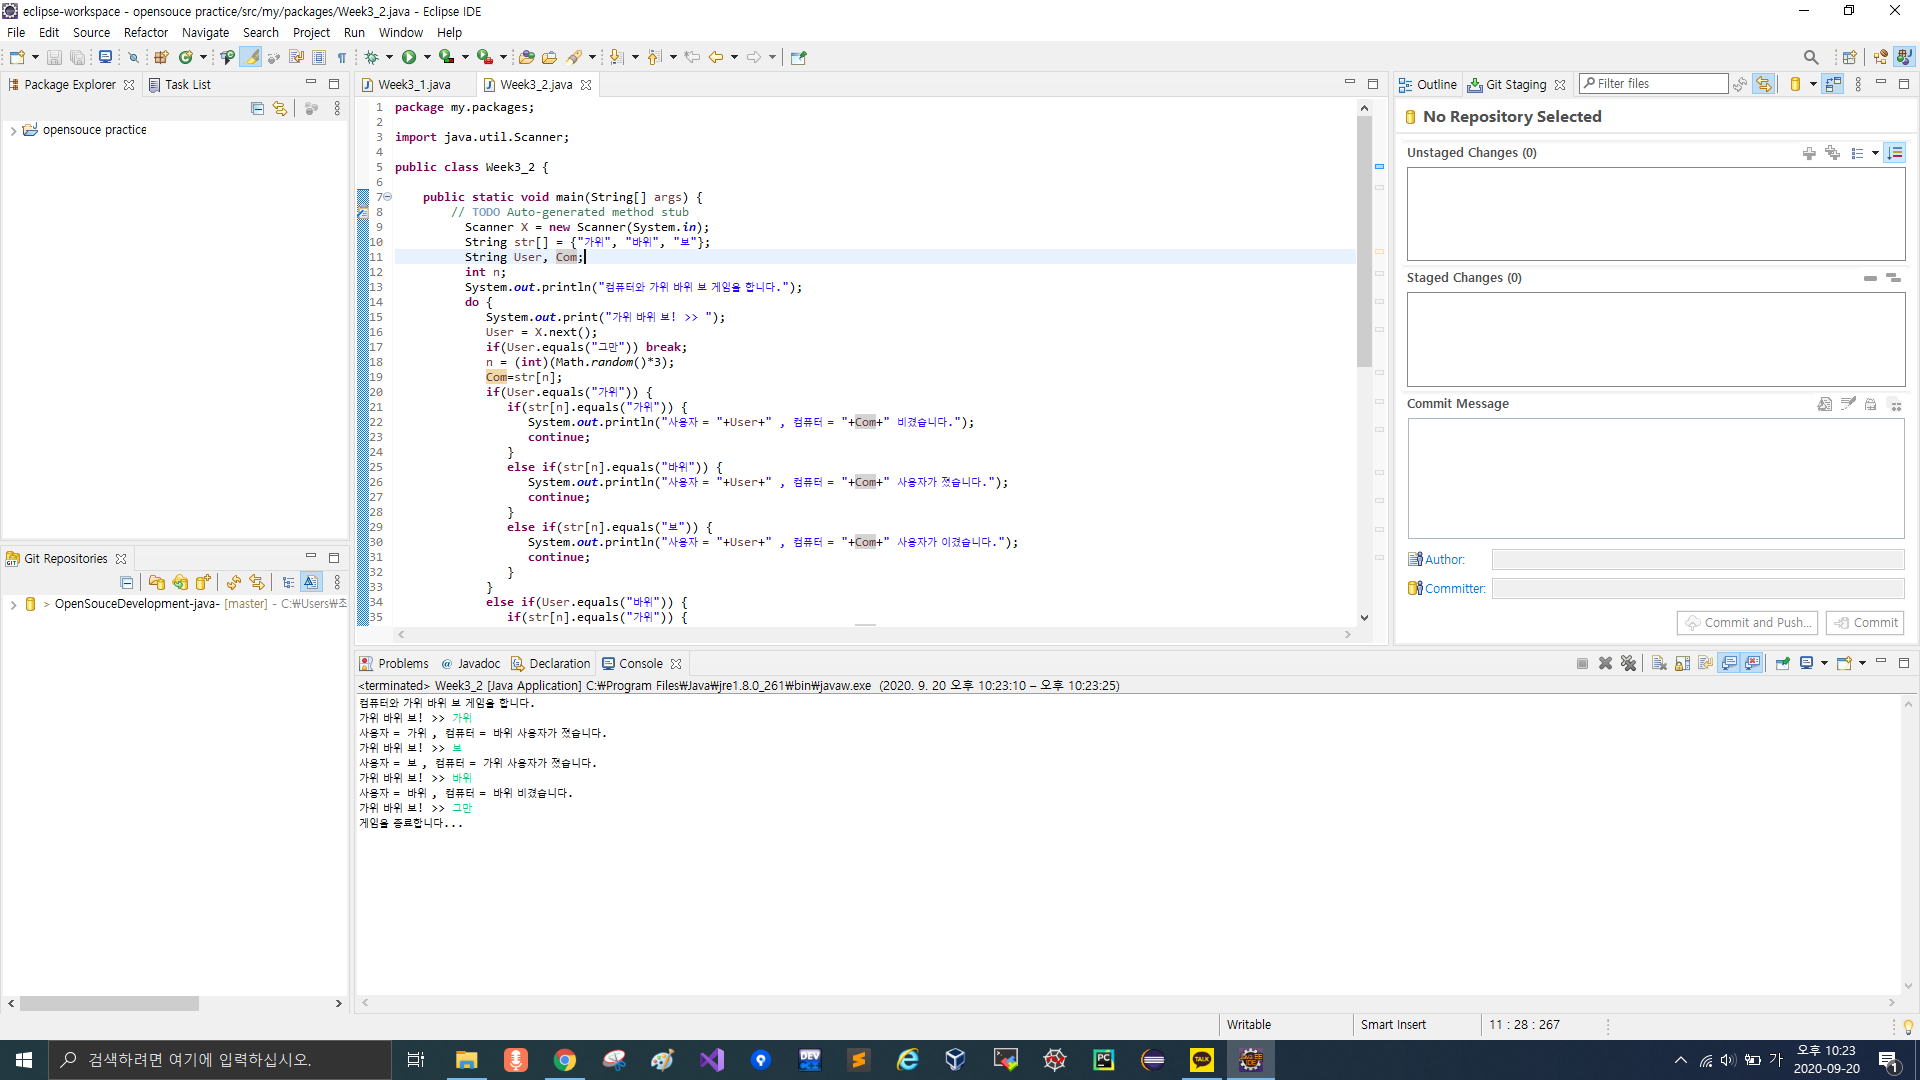 eclipse-workspace - opensouce practice/src/my/packages/Week3_2.java - Eclipse IDE
File Edit Source Refactor Navigate Search Project Run Window Help
Package Explorer
Task List
opensouce practice
Git Repositories
> OpenSouceDevelopment-java- [master] - C:₩Users₩초
Week3_1.java
Week3_2.java
1 package my.packages;
2
3 import java.util.Scanner;
4
5 public class Week3_2 {
6
7 public static void main(String[] args) {
8 // TODO Auto-generated method stub
9 Scanner X = new Scanner(System.in);
10 String str[] = {"가위", "바위", "보"};
11 String User, Com;
12 int n;
13 System.out.println("컴퓨터와 가위 바위 보 게임을 합니다.");
14 do {
15 System.out.print("가위 바위 보! >> ");
16 User = X.next();
17 if(User.equals("그만")) break;
18 n = (int)(Math.random()*3);
19 Com=str[n];
20 if(User.equals("가위")) {
21 if(str[n].equals("가위")) {
22 System.out.println("사용자 = "+User+" , 컴퓨터 = "+Com+" 비겼습니다.");
23 continue;
24 }
25 else if(str[n].equals("바위")) {
26 System.out.println("사용자 = "+User+" , 컴퓨터 = "+Com+" 사용자가 졌습니다.");
27 continue;
28 }
29 else if(str[n].equals("보")) {
30 System.out.println("사용자 = "+User+" , 컴퓨터 = "+Com+" 사용자가 이겼습니다.");
31 continue;
32 }
33 }
34 else if(User.equals("바위")) {
35 if(str[n].equals("가위")) {
Outline
Git Staging
Filter files
No Repository Selected
Unstaged Changes (0)
Staged Changes (0)
Commit Message
Author:
Committer:
Commit and Push...
Commit
Problems
@ Javadoc
Declaration
Console
<terminated> Week3_2 [Java Application] C:₩Program Files₩Java₩jre1.8.0_261₩bin₩javaw.exe (2020. 9. 20 오후 10:23:10 – 오후 10:23:25)
컴퓨터와 가위 바위 보 게임을 합니다.
가위 바위 보! >> 가위
사용자 = 가위 , 컴퓨터 = 바위 사용자가 졌습니다.
가위 바위 보! >> 보
사용자 = 보 , 컴퓨터 = 가위 사용자가 졌습니다.
가위 바위 보! >> 바위
사용자 = 바위 , 컴퓨터 = 바위 비겼습니다.
가위 바위 보! >> 그만
게임을 종료합니다...
Writable
Smart Insert
11 : 28 : 267
검색하려면 여기에 입력하십시오.
DEV
PC
TALK
가
오후 10:23
2020-09-20
1